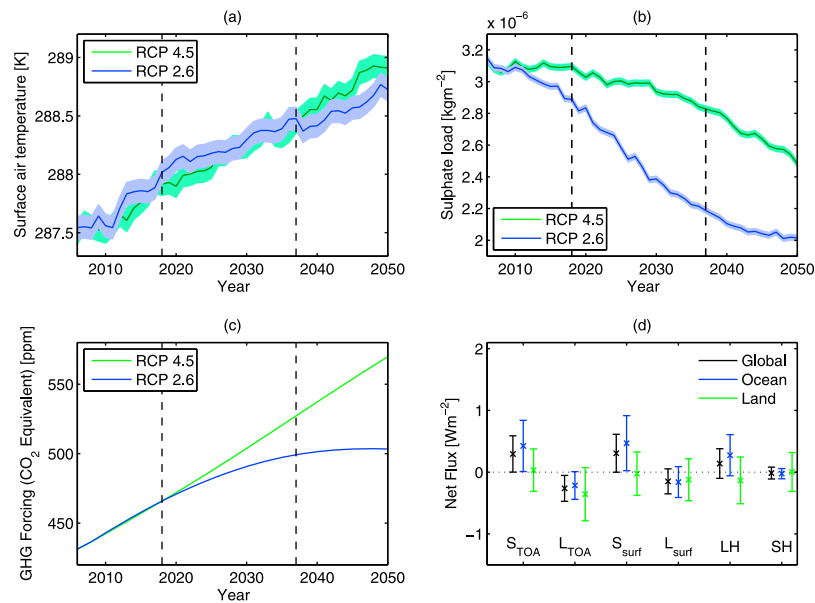 (a)
Surface air temperature [K]
289
288.5
288
287.5
RCP 4.5
RCP 2.6
2010 2020 2030 2040 2050
Year
(b)
x 10⁻⁶
Sulphate load [kgm⁻²]
3.2
3
2.8
2.6
2.4
2.2
2
RCP 4.5
RCP 2.6
2010 2020 2030 2040 2050
Year
(c)
GHG Forcing (CO₂ Equivalent) [ppm]
550
500
450
RCP 4.5
RCP 2.6
2010 2020 2030 2040 2050
Year
(d)
Net Flux [Wm⁻²]
2
1
0
−1
Global
Ocean
Land
S_TOA L_TOA S_surf L_surf LH SH